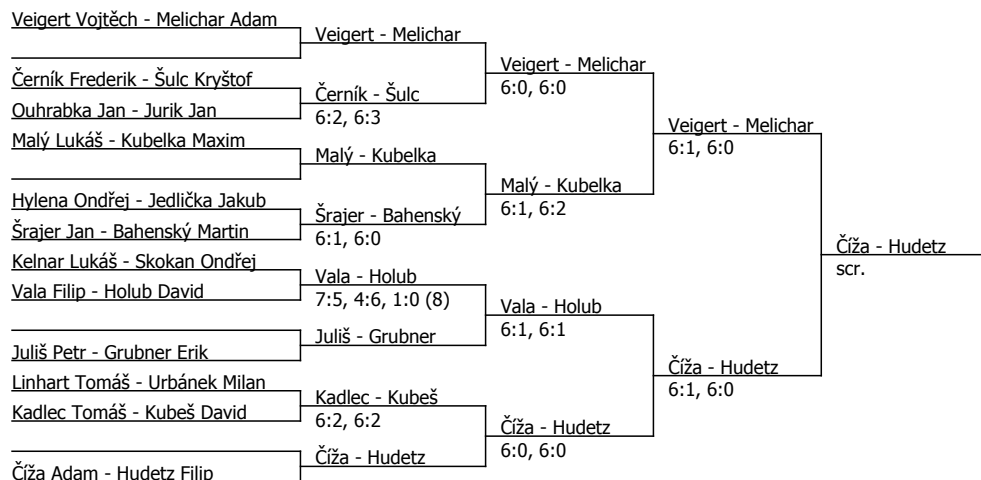 Veigert Vojtěch - Melichar Adam
Černík Frederik - Šulc Kryštof
Ouhrabka Jan - Jurik Jan
Malý Lukáš - Kubelka Maxim
Hylena Ondřej - Jedlička Jakub
Šrajer Jan - Bahenský Martin
Kelnar Lukáš - Skokan Ondřej
Vala Filip - Holub David
Juliš Petr - Grubner Erik
Linhart Tomáš - Urbánek Milan
Kadlec Tomáš - Kubeš David
Číža Adam - Hudetz Filip
Veigert - Melichar
Černík - Šulc
6:2, 6:3
Malý - Kubelka
Šrajer - Bahenský
6:1, 6:0
Vala - Holub
7:5, 4:6, 1:0 (8)
Juliš - Grubner
Kadlec - Kubeš
6:2, 6:2
Číža - Hudetz
Veigert - Melichar
6:0, 6:0
Malý - Kubelka
6:1, 6:2
Vala - Holub
6:1, 6:1
Číža - Hudetz
6:0, 6:0
Veigert - Melichar
6:1, 6:0
Číža - Hudetz
6:1, 6:0
Číža - Hudetz
scr.